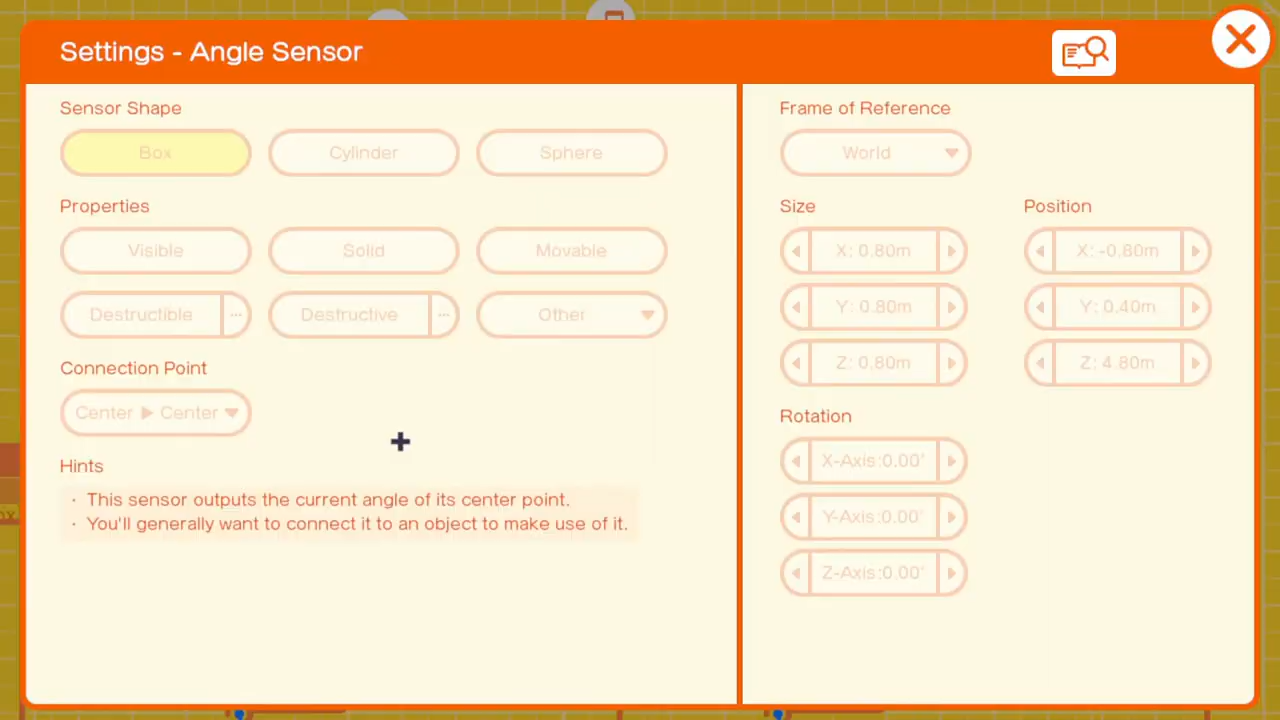 Settings - Angle Sensor
Sensor Shape
Box
Cylinder
Sphere
Properties
Visible
Solid
Movable
Destructible
...
Destructive
...
Other
Connection Point
Center ▶ Center
Hints
· This sensor outputs the current angle of its center point.
· You'll generally want to connect it to an object to make use of it.
Frame of Reference
World
Size
X: 0.80m
Y: 0.80m
Z: 0.80m
Position
X: -0.80m
Y: 0.40m
Z: 4.80m
Rotation
X-Axis:0.00°
Y-Axis:0.00°
Z-Axis:0.00°